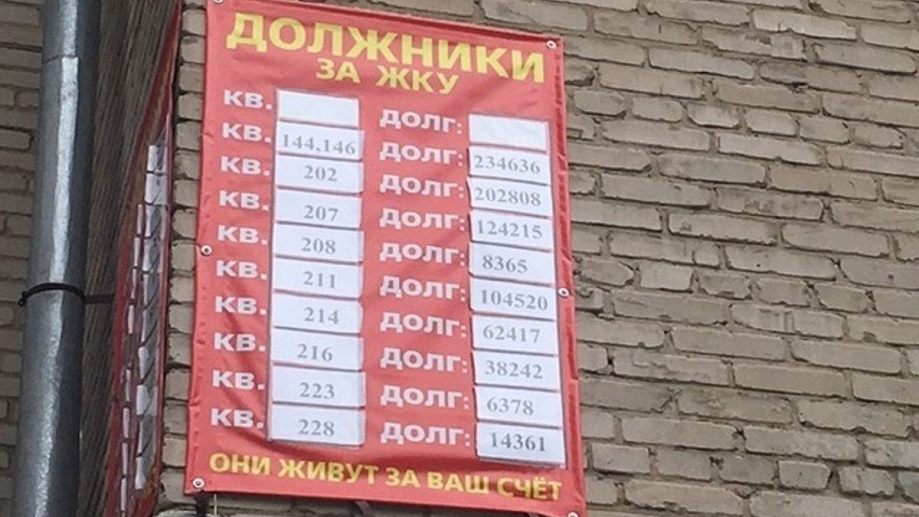 ДОЛЖНИКИ
ЗА ЖКУ
КВ. ДОЛГ:
КВ. 144,146 ДОЛГ: 234636
КВ. 202 ДОЛГ: 202808
КВ. 207 ДОЛГ: 124215
КВ. 208 ДОЛГ: 8365
КВ. 211 ДОЛГ: 104520
КВ. 214 ДОЛГ: 62417
КВ. 216 ДОЛГ: 38242
КВ. 223 ДОЛГ: 6378
КВ. 228 ДОЛГ: 14361
ОНИ ЖИВУТ ЗА ВАШ СЧЁТ